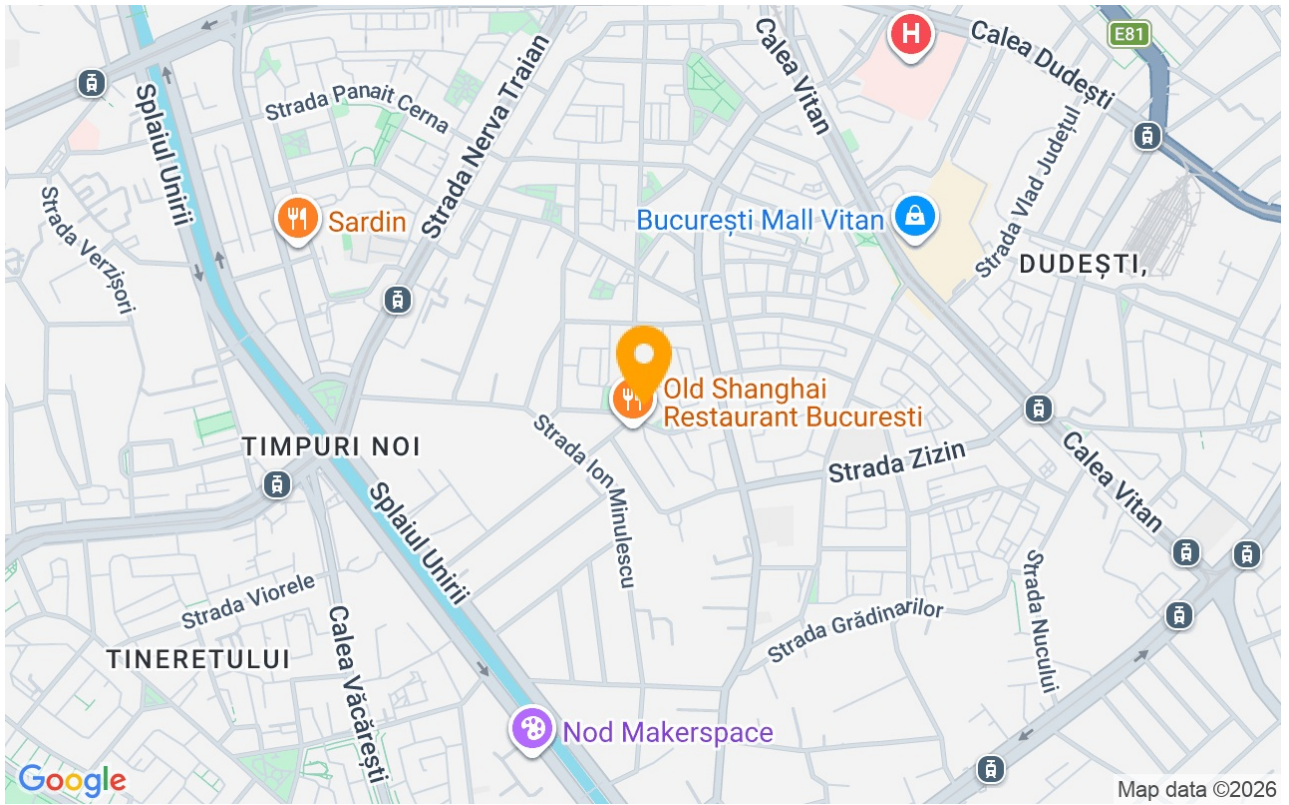 H
E81
Calea Dudești
Calea Vitan
Strada Panait Cerna
Strada Nerva Traian
Splaiul Unirii
Strada Vlad Județul
Strada Verzișori
Sardin
București Mall Vitan
DUDEȘTI,
Old Shanghai
Restaurant Bucuresti
Strada Ion Minulescu
TIMPURI NOI
Strada Zizin
Calea Vitan
Splaiul Unirii
Strada Viorele
Calea Văcărești
Strada Grădinarilor
Strada Nucului
TINERETULUI
Nod Makerspace
Google
Map data ©2026